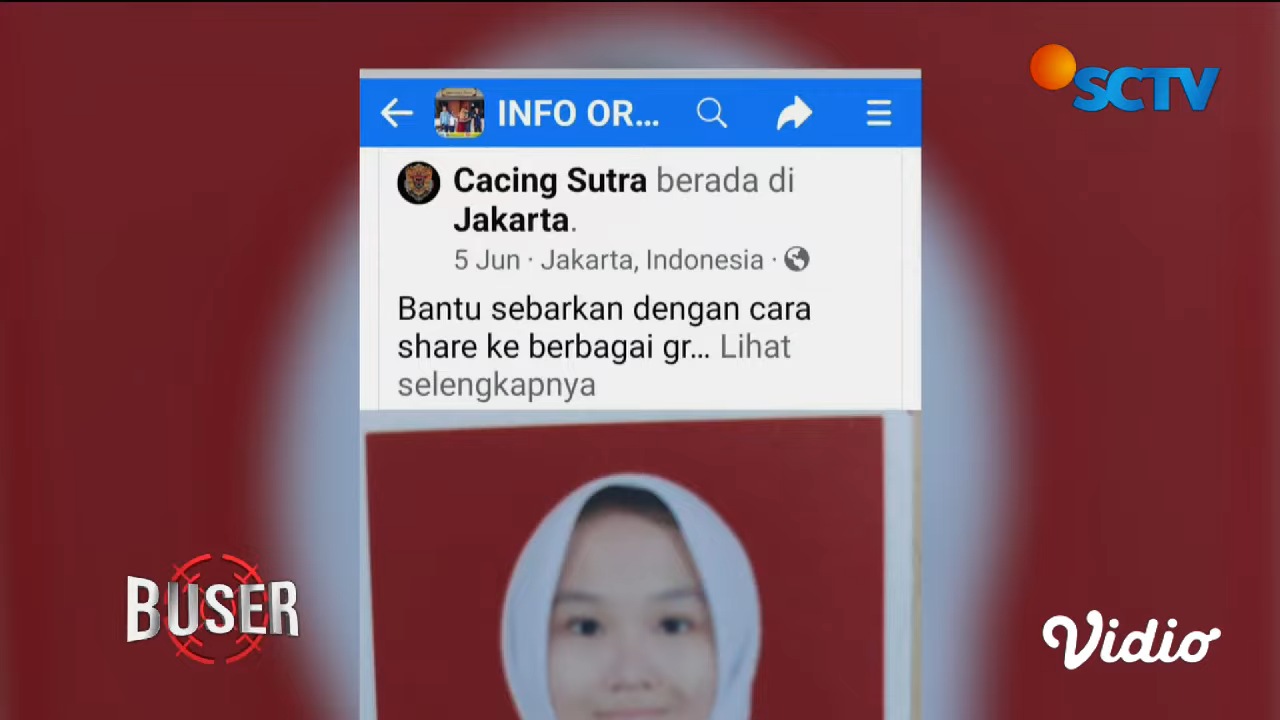 SCTV
INFO OR...
Cacing Sutra berada di
Jakarta.
5 Jun · Jakarta, Indonesia ·
Bantu sebarkan dengan cara
share ke berbagai gr... Lihat
selengkapnya
BUSER
Vidio